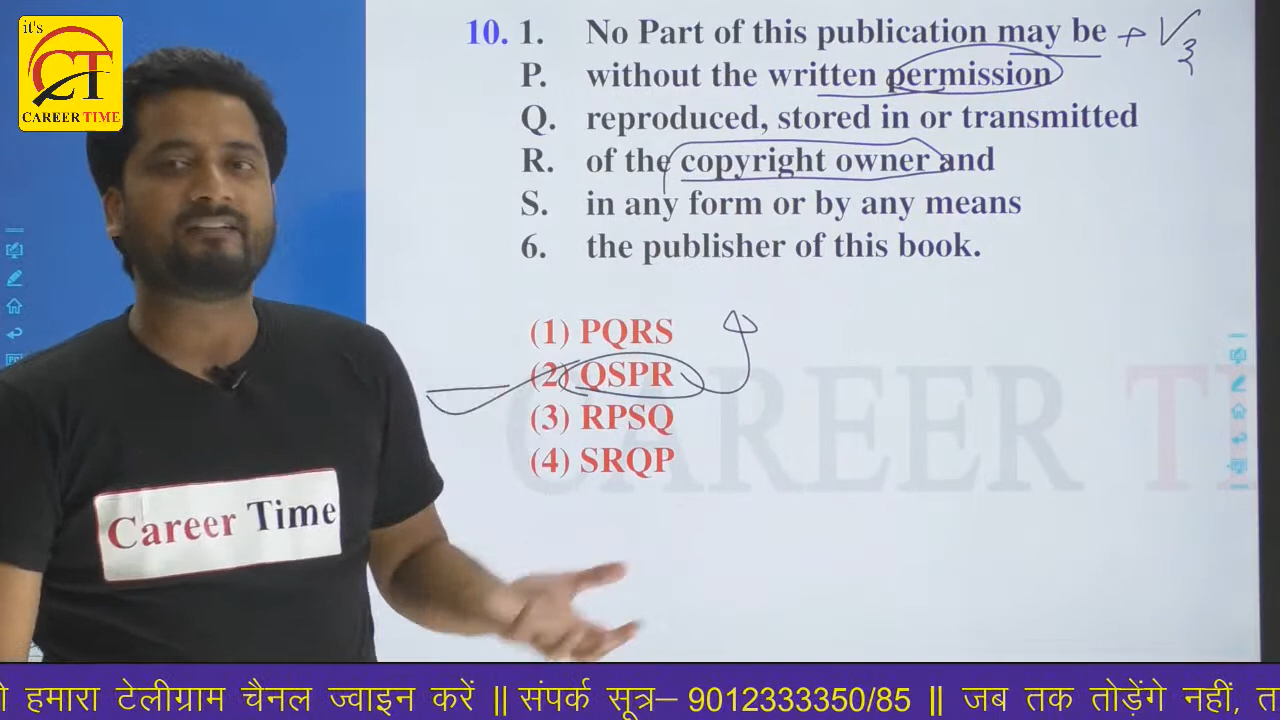 it's
CT
CAREER TIME
10. 1. No Part of this publication may be + V3
P. without the written permission
Q. reproduced, stored in or transmitted
R. of the copyright owner and
S. in any form or by any means
6. the publisher of this book.
(1) PQRS
(2) QSPR
(3) RPSQ
(4) SRQP
CAREER T
Career Time
हमारा टेलीग्राम चैनल ज्वाइन करें || संपर्क सूत्र– 9012333350/85 || जब तक तोड़ेंगे नहीं,